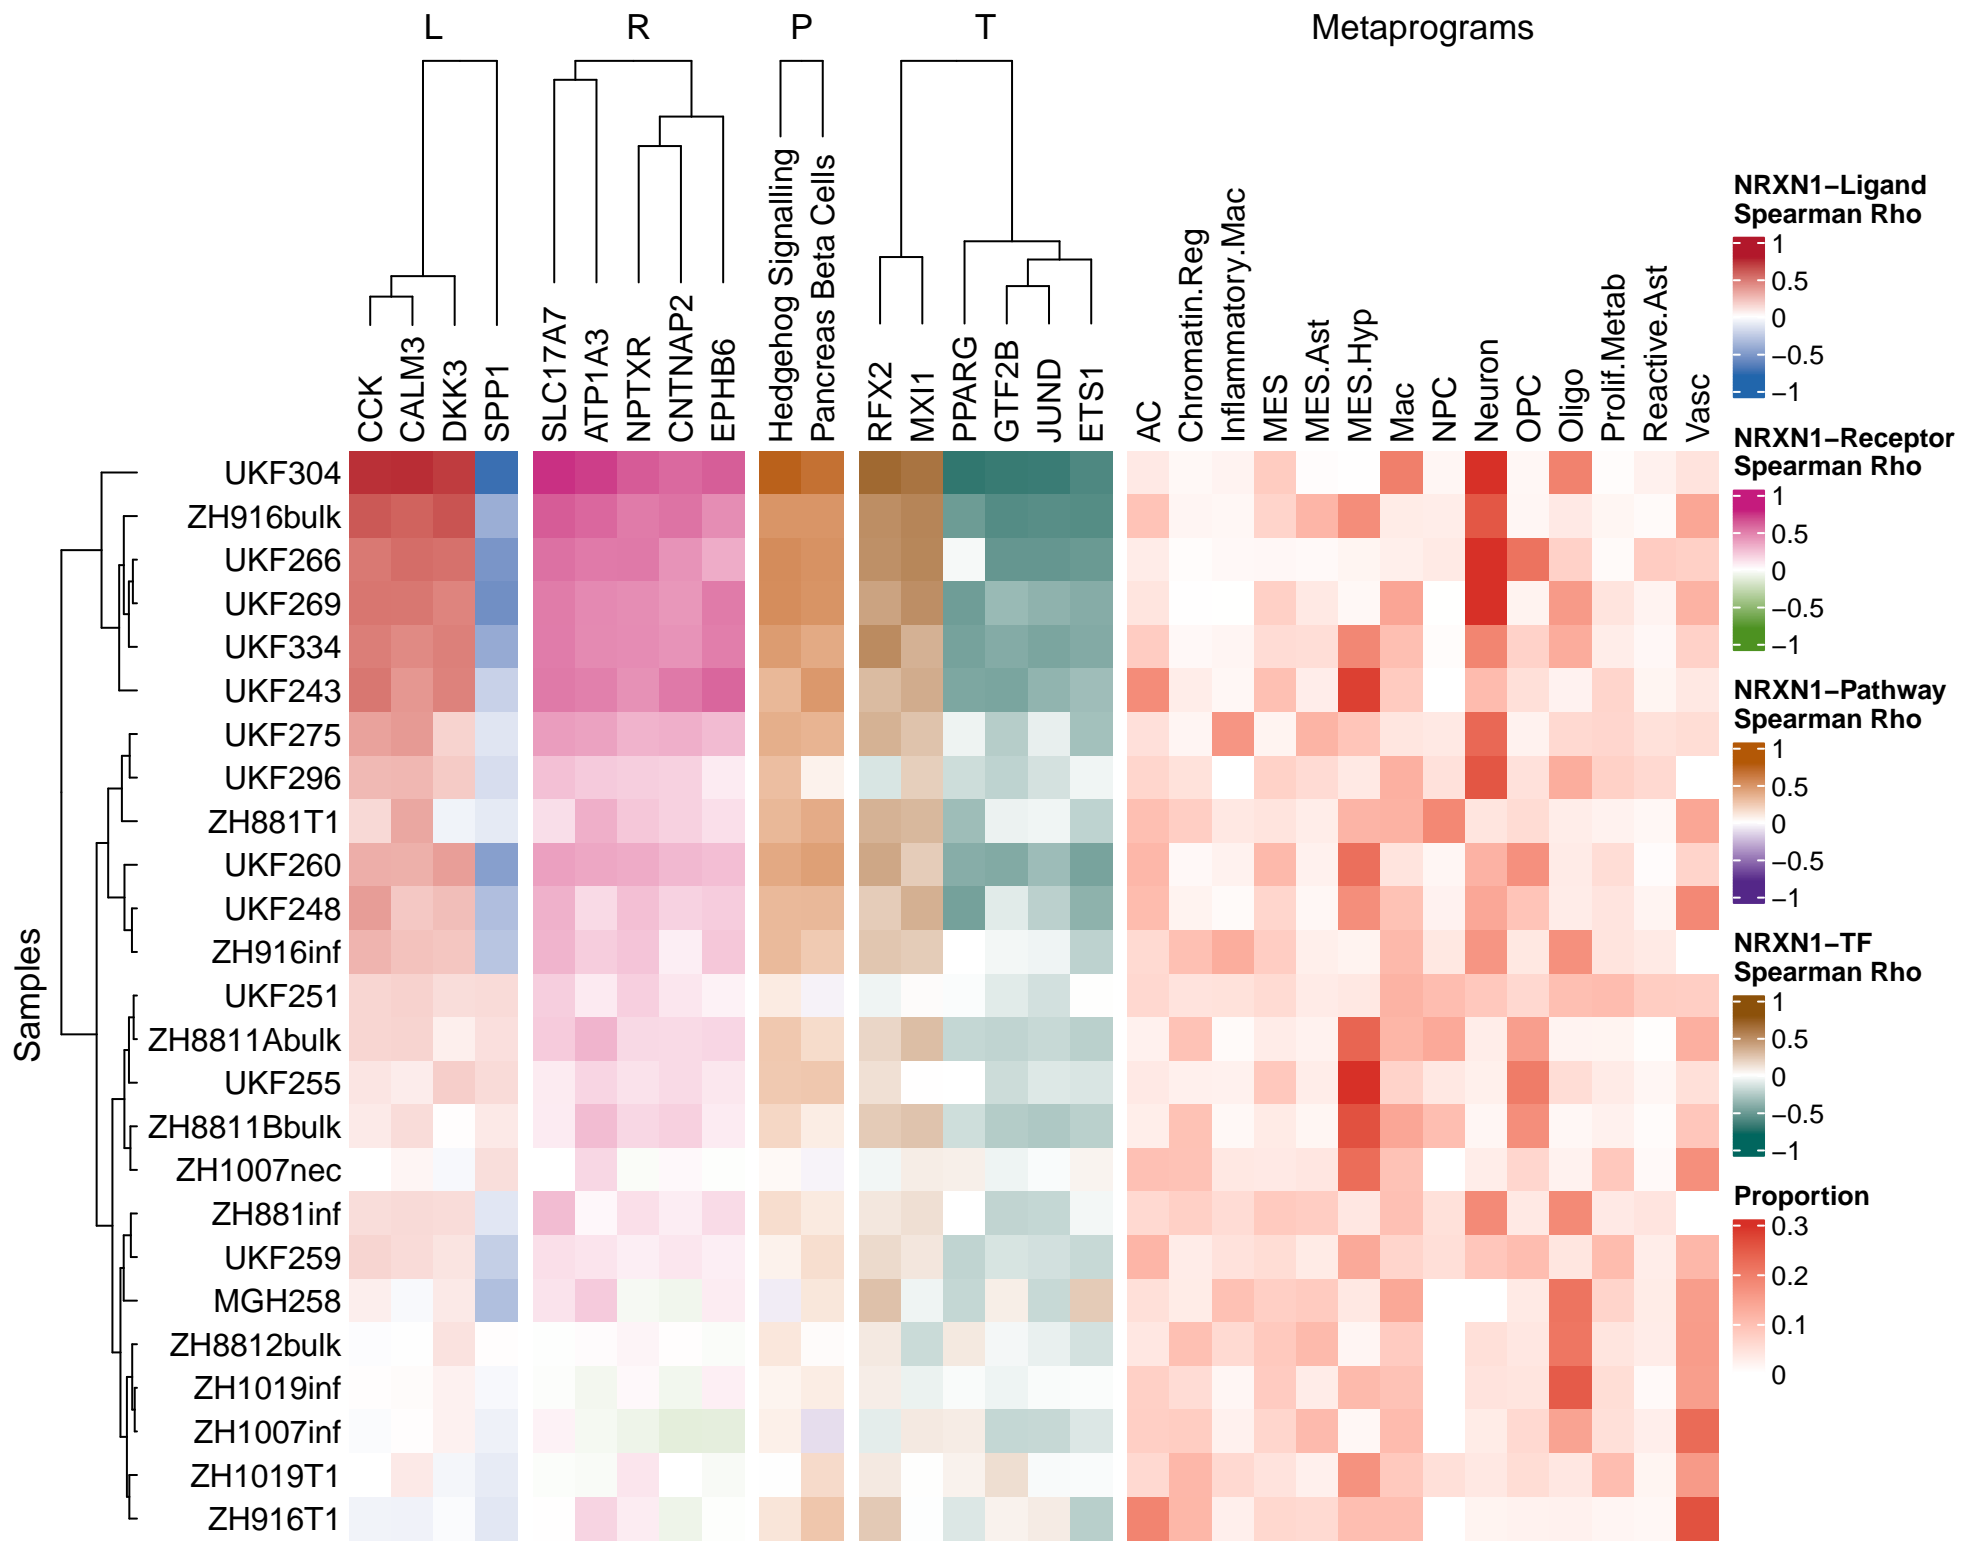 L
R
P
T
Metaprograms
CCK
CALM3
DKK3
SPP1
SLC17A7
ATP1A3
NPTXR
CNTNAP2
EPHB6
Hedgehog Signalling
Pancreas Beta Cells
RFX2
MXI1
PPARG
GTF2B
JUND
ETS1
AC
Chromatin.Reg
Inflammatory.Mac
MES
MES.Ast
MES.Hyp
Mac
NPC
Neuron
OPC
Oligo
Prolif.Metab
Reactive.Ast
Vasc
Samples
UKF304
ZH916bulk
UKF266
UKF269
UKF334
UKF243
UKF275
UKF296
ZH881T1
UKF260
UKF248
ZH916inf
UKF251
ZH8811Abulk
UKF255
ZH8811Bbulk
ZH1007nec
ZH881inf
UKF259
MGH258
ZH8812bulk
ZH1019inf
ZH1007inf
ZH1019T1
ZH916T1
NRXN1−Ligand
Spearman Rho
1
0.5
0
−0.5
−1
NRXN1−Receptor
Spearman Rho
1
0.5
0
−0.5
−1
NRXN1−Pathway
Spearman Rho
1
0.5
0
−0.5
−1
NRXN1−TF
Spearman Rho
1
0.5
0
−0.5
−1
Proportion
0.3
0.2
0.1
0